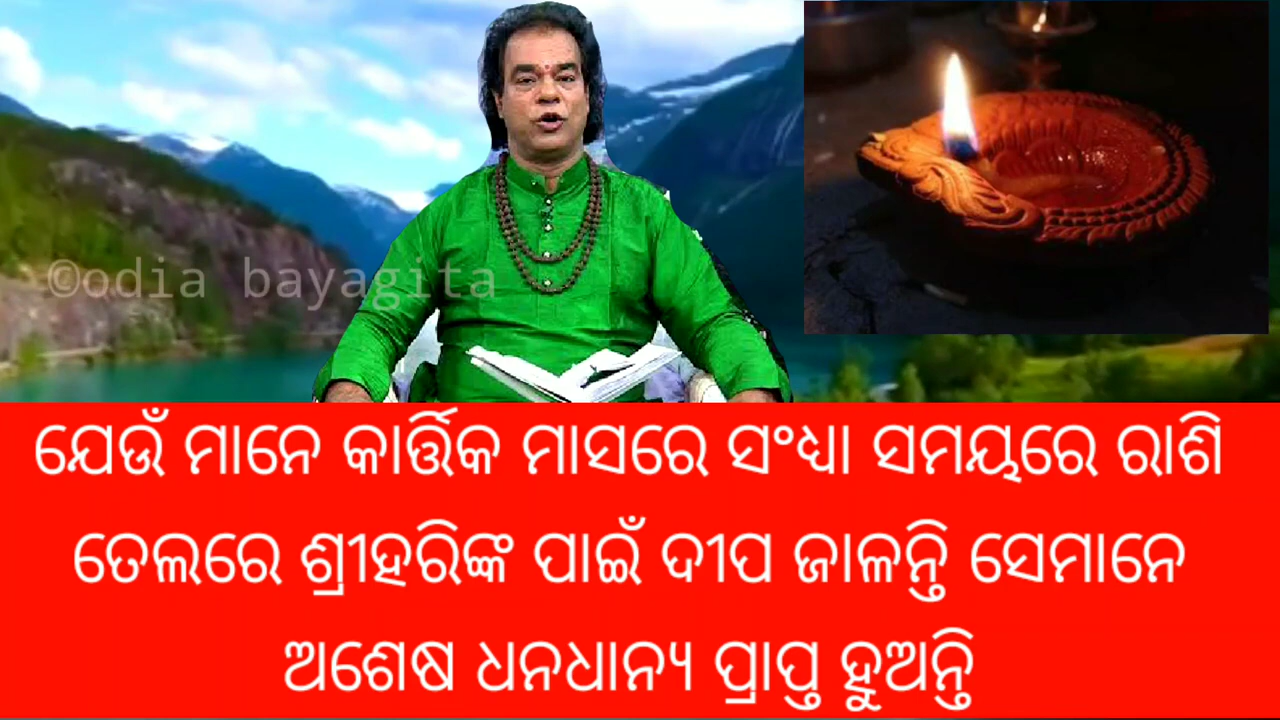 ©odia bayagita
ଯେଉଁ ମାନେ କାର୍ତ୍ତିକ ମାସରେ ସଂଧ୍ୟା ସମୟରେ ରାଶି
ତେଲରେ ଶ୍ରୀହରିଙ୍କ ପାଇଁ ଦୀପ ଜାଳନ୍ତି ସେମାନେ
ଅଶେଷ ଧନଧାନ୍ୟ ପ୍ରାପ୍ତ ହୁଅନ୍ତି